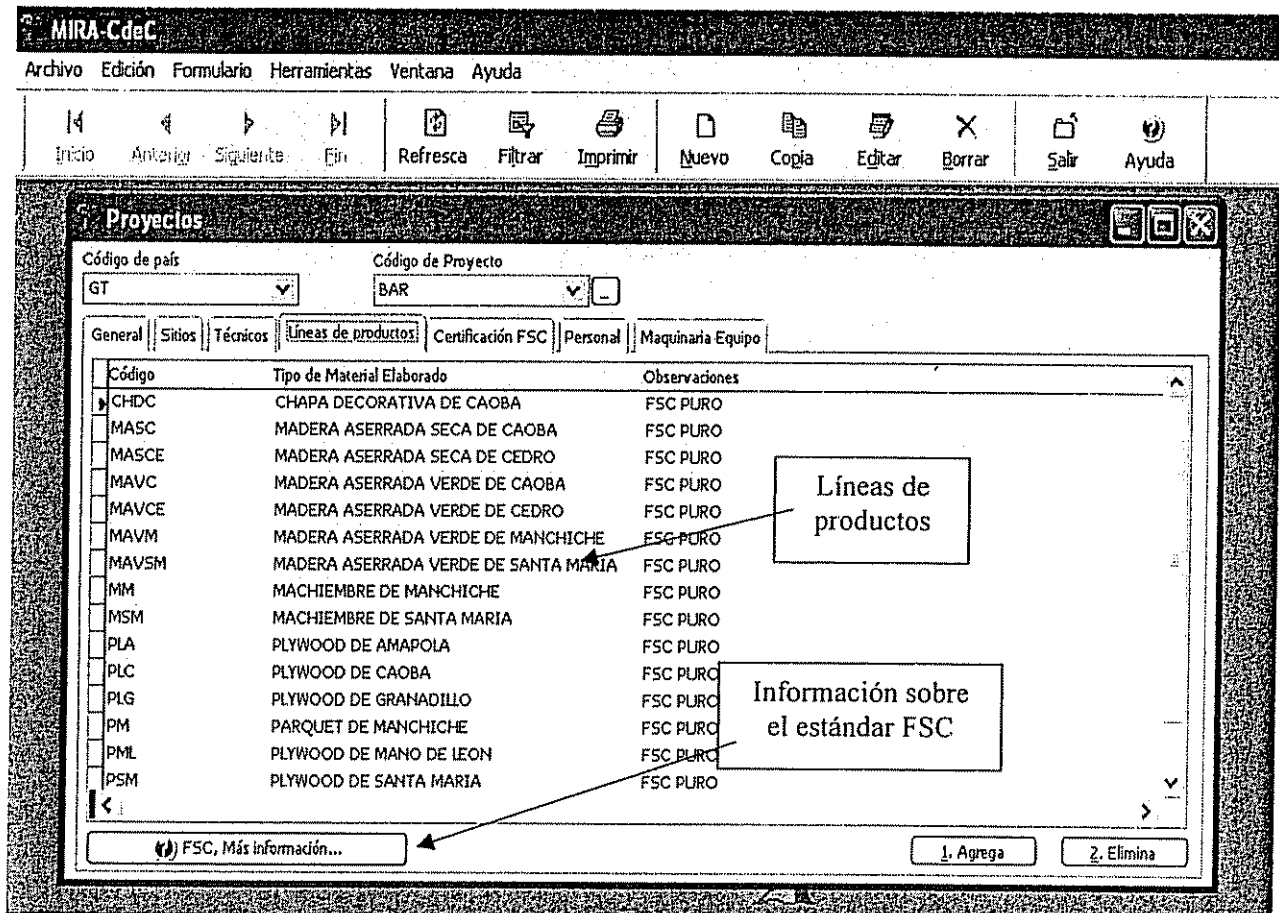 MIRA-CdeC
Archivo Edición Formulario Herramientas Ventana Ayuda
Inicio Anterior Siguiente Fin Refresca Filtrar Imprimir Nuevo Copia Editar Borrar Salir Ayuda
Proyectos
Código de país Código de Proyecto
GT BAR
General Sitios Técnicos Líneas de productos Certificación FSC Personal Maquinaria Equipo
Código Tipo de Material Elaborado Observaciones
CHDC CHAPA DECORATIVA DE CAOBA FSC PURO
MASC MADERA ASERRADA SECA DE CAOBA FSC PURO
MASCE MADERA ASERRADA SECA DE CEDRO FSC PURO
MAVC MADERA ASERRADA VERDE DE CAOBA FSC PURO
MAVCE MADERA ASERRADA VERDE DE CEDRO FSC PURO
MAVM MADERA ASERRADA VERDE DE MANCHICHE FSC PURO
MAVSM MADERA ASERRADA VERDE DE SANTA MARIA FSC PURO
MM MACHIEMBRE DE MANCHICHE FSC PURO
MSM MACHIEMBRE DE SANTA MARIA FSC PURO
PLA PLYWOOD DE AMAPOLA FSC PURO
PLC PLYWOOD DE CAOBA FSC PURO
PLG PLYWOOD DE GRANADILLO FSC PURO
PM PARQUET DE MANCHICHE FSC PURO
PML PLYWOOD DE MANO DE LEON FSC PURO
PSM PLYWOOD DE SANTA MARIA FSC PURO
Líneas de
productos
Información sobre
el estándar FSC
FSC, Más información... 1. Agrega 2. Elimina